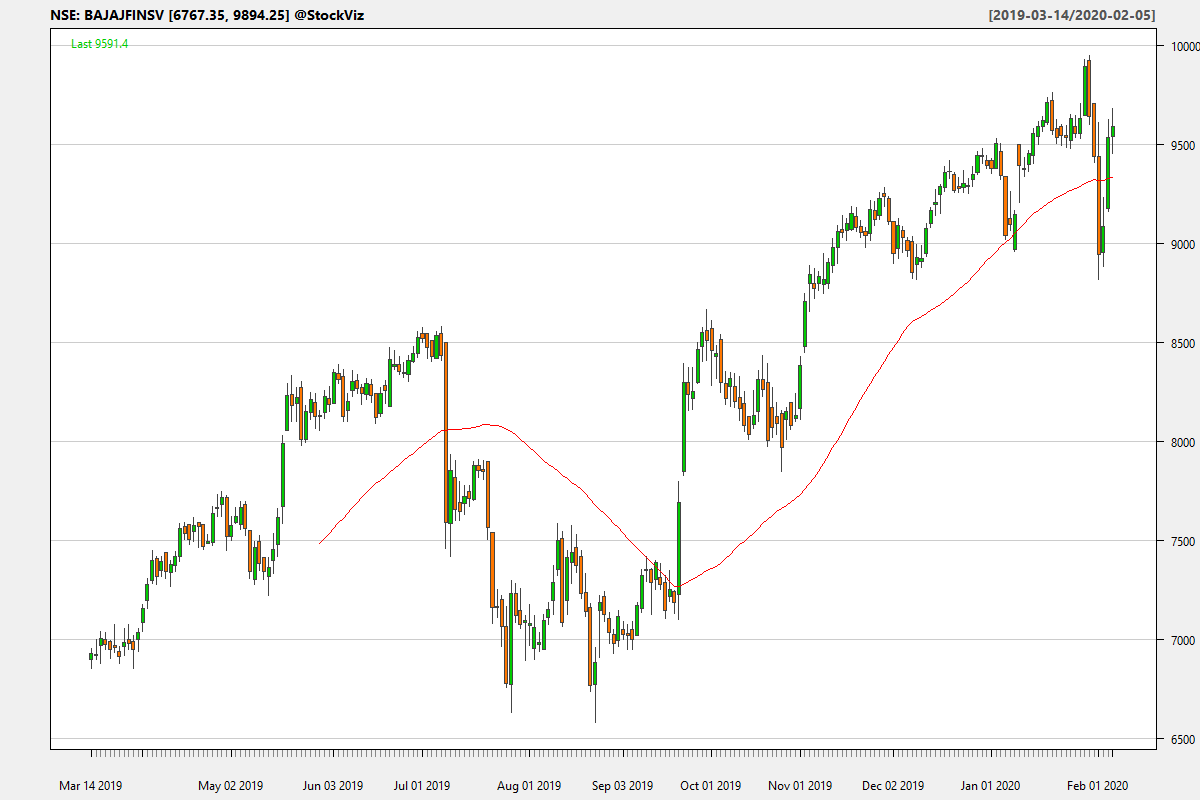 NSE: BAJAJFINSV [6767.35, 9894.25] @StockViz [2019-03-14/2020-02-05]
Last 9591.4
10000
9500
9000
8500
8000
7500
7000
6500
Mar 14 2019 May 02 2019 Jun 03 2019 Jul 01 2019 Aug 01 2019 Sep 03 2019 Oct 01 2019 Nov 01 2019 Dec 02 2019 Jan 01 2020 Feb 01 2020